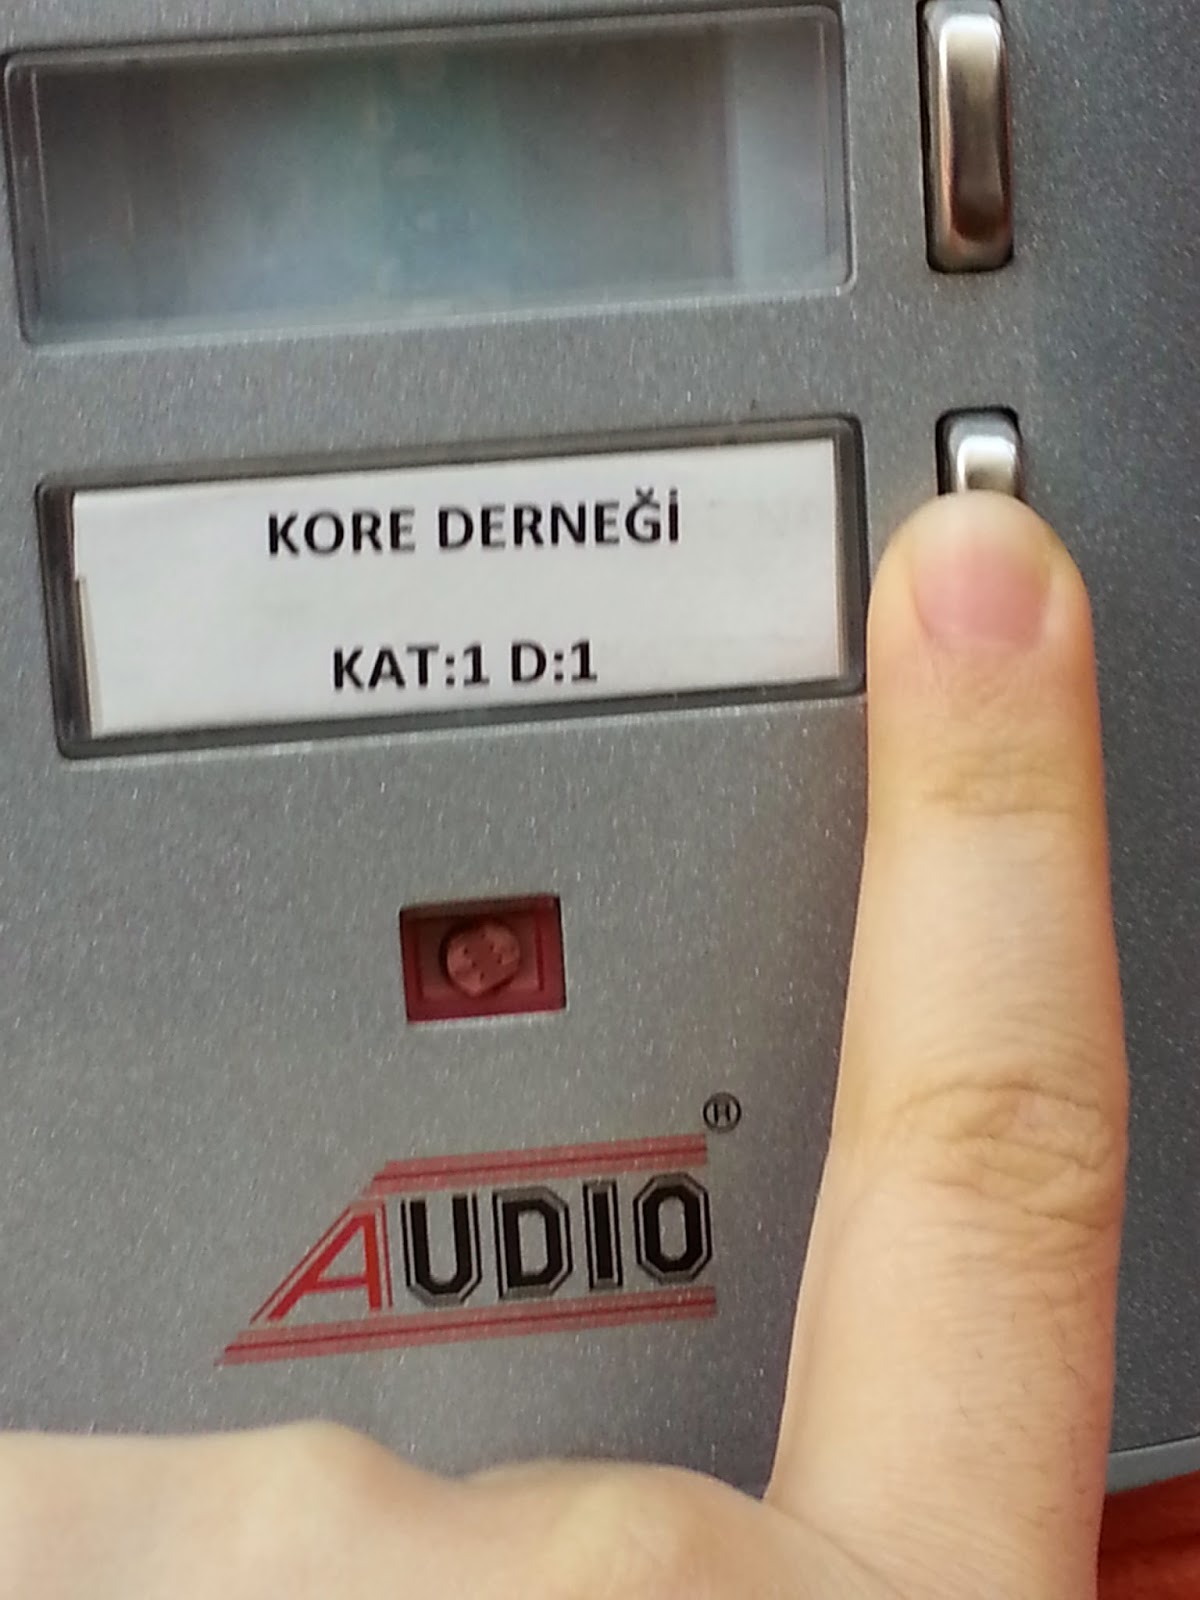 KORE DERNEĞİ
KAT:1 D:1
®
AUDIO